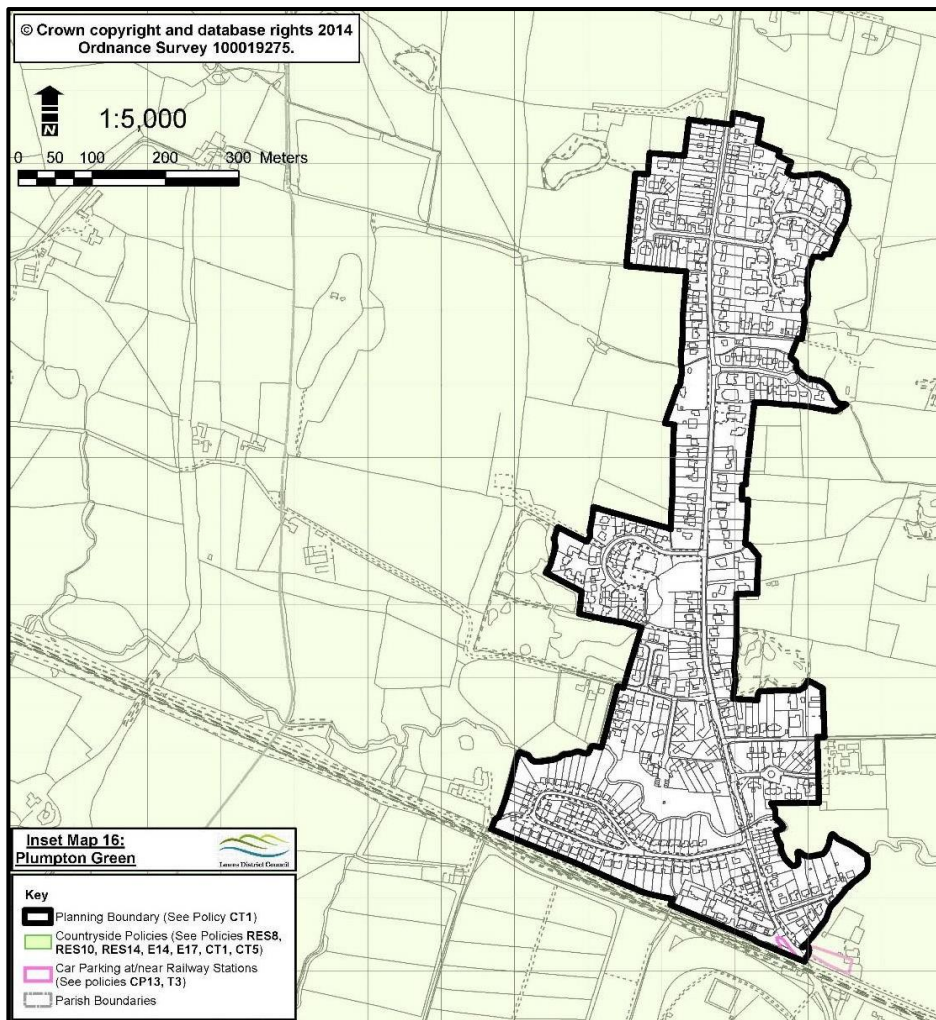 © Crown copyright and database rights 2014
Ordnance Survey 100019275.
N
1:5,000
0 50 100 200 300 Meters
Inset Map 16:
Plumpton Green
Lewes District Council
Key
Planning Boundary (See Policy CT1)
Countryside Policies (See Policies RES8,
RES10, RES14, E14, E17, CT1, CT5)
Car Parking at/near Railway Stations
(See policies CP13, T3)
Parish Boundaries